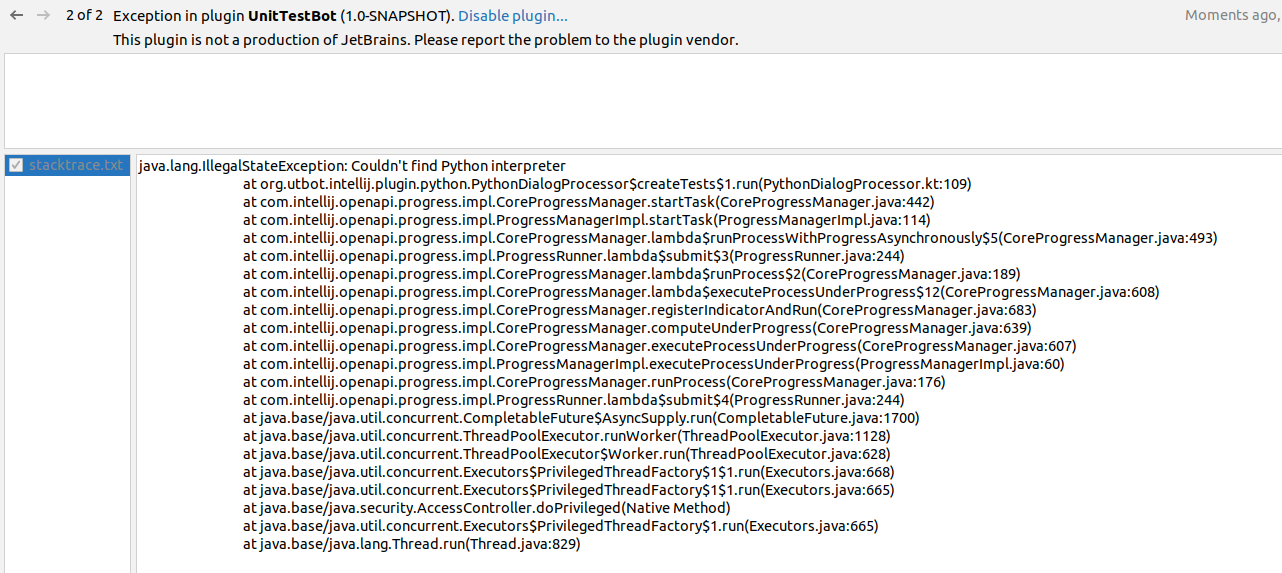 2 of 2 Exception in plugin UnitTestBot (1.0-SNAPSHOT). Disable plugin... Moments ago,
This plugin is not a production of JetBrains. Please report the problem to the plugin vendor.
stacktrace.txt
java.lang.IllegalStateException: Couldn't find Python interpreter
at org.utbot.intellij.plugin.python.PythonDialogProcessor$createTests$1.run(PythonDialogProcessor.kt:109)
at com.intellij.openapi.progress.impl.CoreProgressManager.startTask(CoreProgressManager.java:442)
at com.intellij.openapi.progress.impl.ProgressManagerImpl.startTask(ProgressManagerImpl.java:114)
at com.intellij.openapi.progress.impl.CoreProgressManager.lambda$runProcessWithProgressAsynchronously$5(CoreProgressManager.java:493)
at com.intellij.openapi.progress.impl.ProgressRunner.lambda$submit$3(ProgressRunner.java:244)
at com.intellij.openapi.progress.impl.CoreProgressManager.lambda$runProcess$2(CoreProgressManager.java:189)
at com.intellij.openapi.progress.impl.CoreProgressManager.lambda$executeProcessUnderProgress$12(CoreProgressManager.java:608)
at com.intellij.openapi.progress.impl.CoreProgressManager.registerIndicatorAndRun(CoreProgressManager.java:683)
at com.intellij.openapi.progress.impl.CoreProgressManager.computeUnderProgress(CoreProgressManager.java:639)
at com.intellij.openapi.progress.impl.CoreProgressManager.executeProcessUnderProgress(CoreProgressManager.java:607)
at com.intellij.openapi.progress.impl.ProgressManagerImpl.executeProcessUnderProgress(ProgressManagerImpl.java:60)
at com.intellij.openapi.progress.impl.CoreProgressManager.runProcess(CoreProgressManager.java:176)
at com.intellij.openapi.progress.impl.ProgressRunner.lambda$submit$4(ProgressRunner.java:244)
at java.base/java.util.concurrent.CompletableFuture$AsyncSupply.run(CompletableFuture.java:1700)
at java.base/java.util.concurrent.ThreadPoolExecutor.runWorker(ThreadPoolExecutor.java:1128)
at java.base/java.util.concurrent.ThreadPoolExecutor$Worker.run(ThreadPoolExecutor.java:628)
at java.base/java.util.concurrent.Executors$PrivilegedThreadFactory$1$1.run(Executors.java:668)
at java.base/java.util.concurrent.Executors$PrivilegedThreadFactory$1$1.run(Executors.java:665)
at java.base/java.security.AccessController.doPrivileged(Native Method)
at java.base/java.util.concurrent.Executors$PrivilegedThreadFactory$1.run(Executors.java:665)
at java.base/java.lang.Thread.run(Thread.java:829)